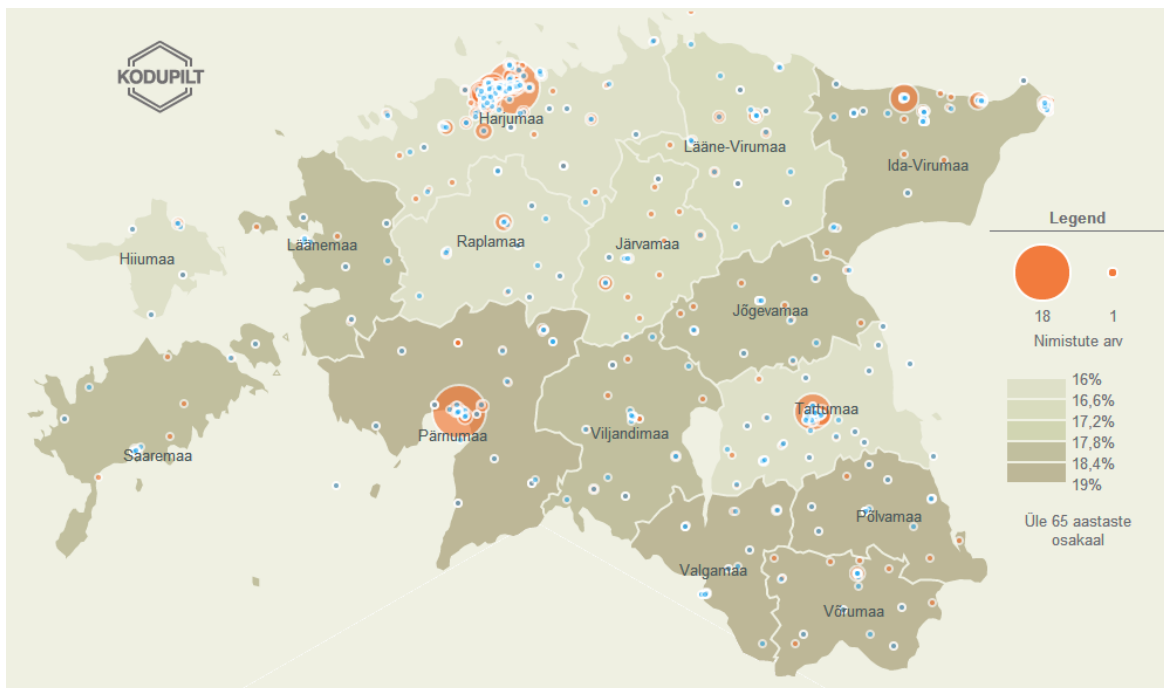 KODUPILT
Harjumaa
Lääne-Virumaa
Ida-Virumaa
Hiiumaa
Läänemaa
Raplamaa
Järvamaa
Jõgevamaa
Saaremaa
Pärnumaa
Viljandimaa
Tattumaa
Põlvamaa
Valgamaa
Võrumaa
Legend
18 1
Nimistute arv
16%
16,6%
17,2%
17,8%
18,4%
19%
Üle 65 aastaste
osakaal